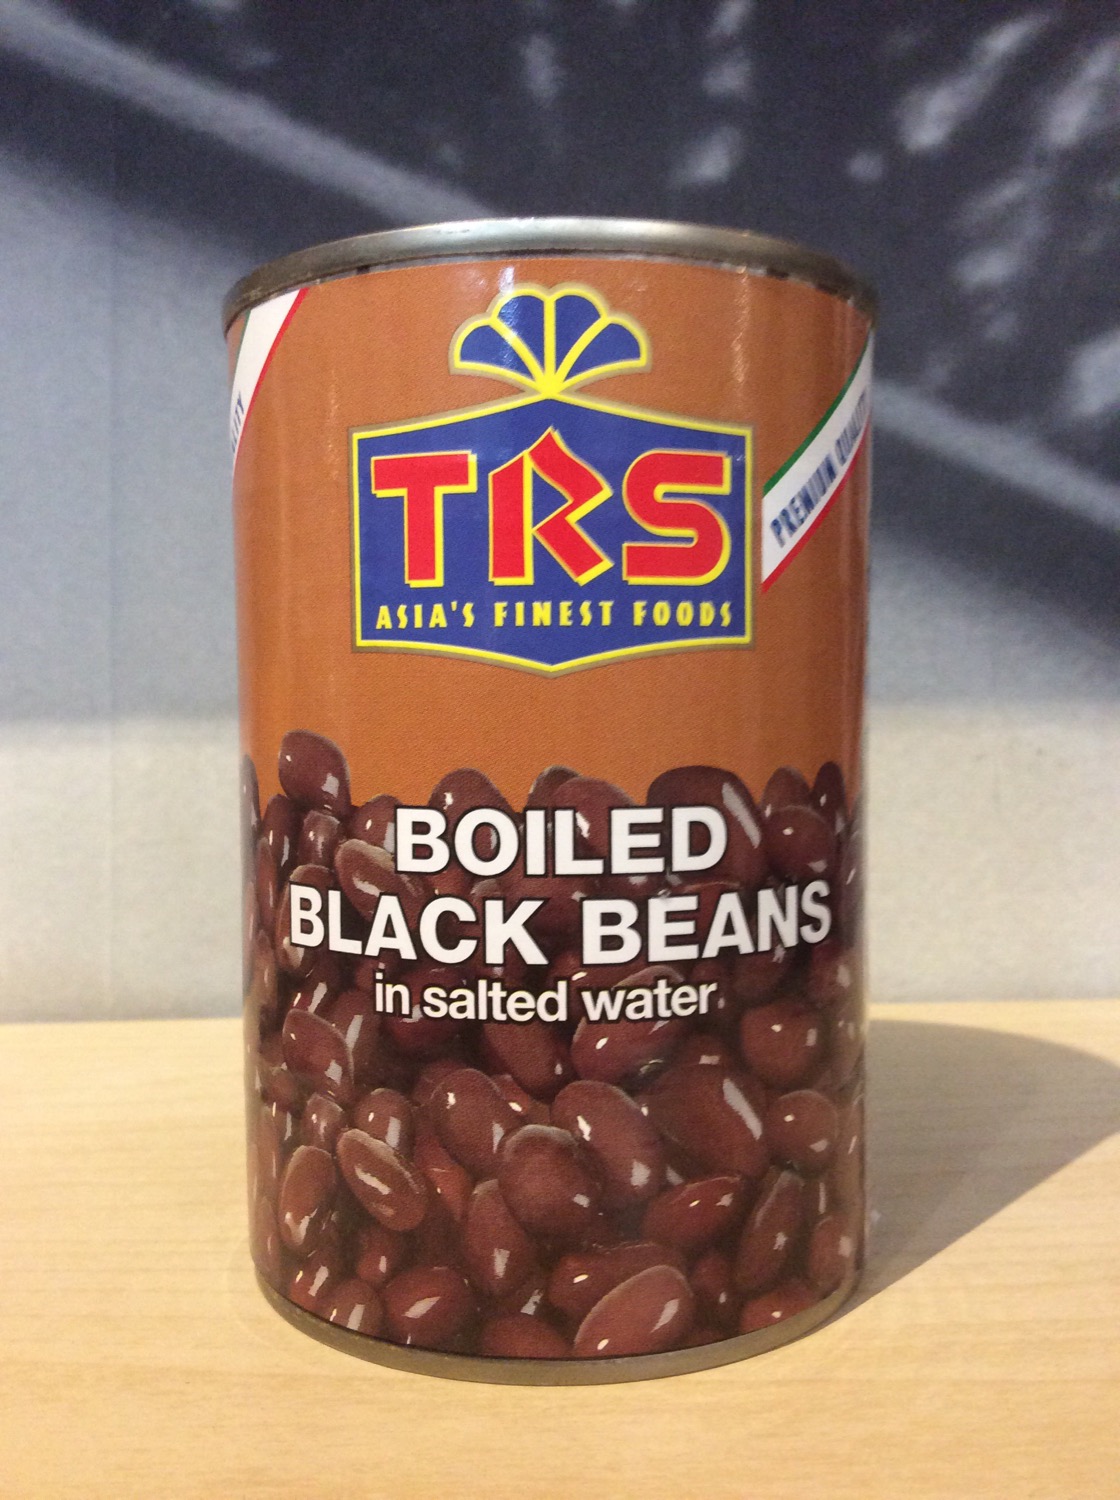 TRS
ASIA'S FINEST FOODS
PREMIUM QUALITY
BOILED
BLACK BEANS
in salted water